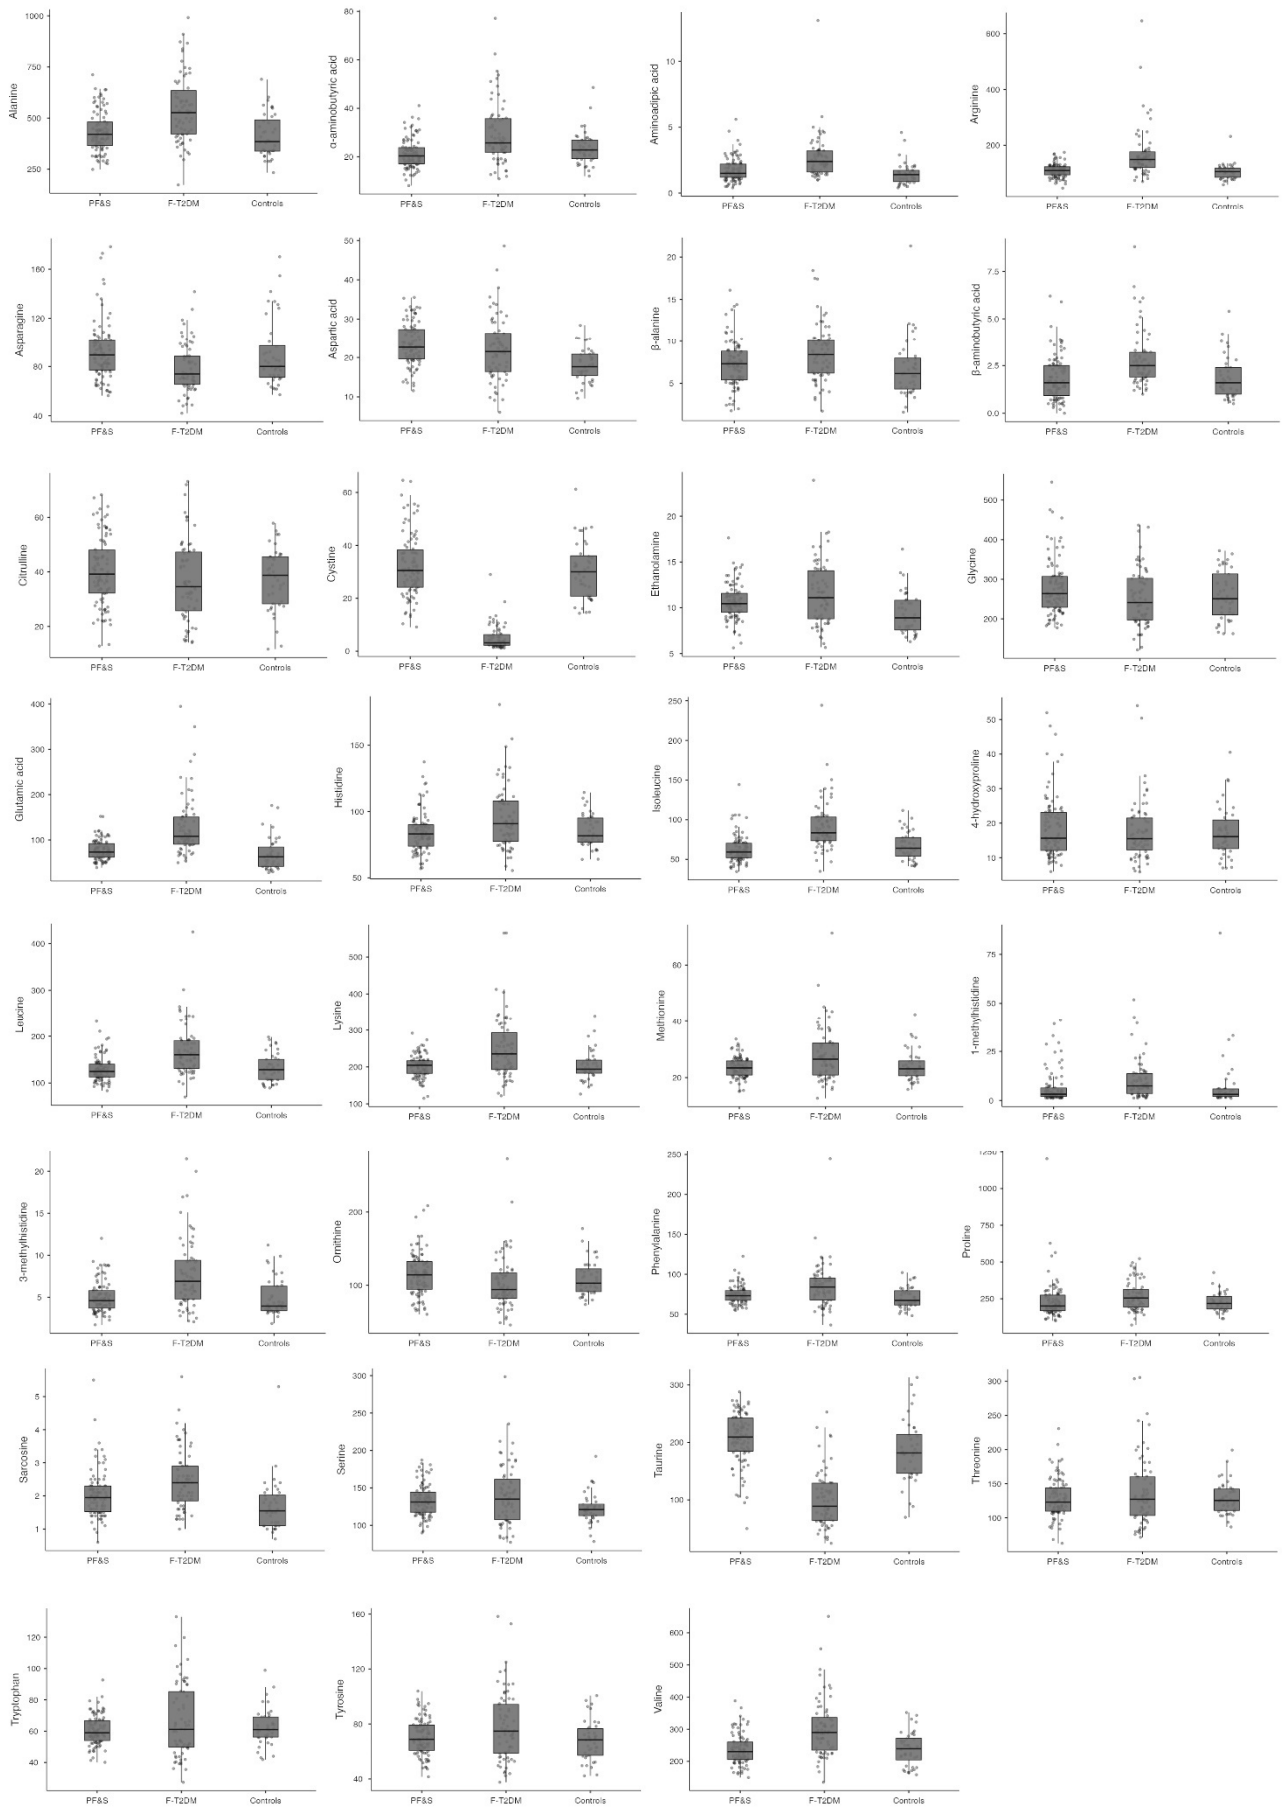 Alanine
1000
750
500
250
PF&S F-T2DM Controls
α-aminobutyric acid
80
60
40
20
PF&S F-T2DM Controls
Aminoadipic acid
10
5
0
PF&S F-T2DM Controls
Arginine
600
400
200
PF&S F-T2DM Controls
Asparagine
160
120
80
40
PF&S F-T2DM Controls
Aspartic acid
50
40
30
20
10
PF&S F-T2DM Controls
β-alanine
20
15
10
5
PF&S F-T2DM Controls
β-aminobutyric acid
7.5
5.0
2.5
0.0
PF&S F-T2DM Controls
Citrulline
60
40
20
PF&S F-T2DM Controls
Cystine
60
40
20
0
PF&S F-T2DM Controls
Ethanolamine
20
15
10
5
PF&S F-T2DM Controls
Glycine
500
400
300
200
PF&S F-T2DM Controls
Glutamic acid
400
300
200
100
PF&S F-T2DM Controls
Histidine
150
100
50
PF&S F-T2DM Controls
Isoleucine
250
200
150
100
50
PF&S F-T2DM Controls
4-hydroxyproline
50
40
30
20
10
PF&S F-T2DM Controls
Leucine
400
300
200
100
PF&S F-T2DM Controls
Lysine
500
400
300
200
100
PF&S F-T2DM Controls
Methionine
60
40
20
PF&S F-T2DM Controls
1-methylhistidine
75
50
25
0
PF&S F-T2DM Controls
3-methylhistidine
20
15
10
5
PF&S F-T2DM Controls
Ornithine
200
100
PF&S F-T2DM Controls
Phenylalanine
250
200
150
100
50
PF&S F-T2DM Controls
Proline
1250
1000
750
500
250
PF&S F-T2DM Controls
Sarcosine
5
4
3
2
1
PF&S F-T2DM Controls
Serine
300
250
200
150
100
PF&S F-T2DM Controls
Taurine
300
200
100
PF&S F-T2DM Controls
Threonine
300
250
200
150
100
PF&S F-T2DM Controls
Tryptophan
120
100
80
60
40
PF&S F-T2DM Controls
Tyrosine
160
120
80
40
PF&S F-T2DM Controls
Valine
600
500
400
300
200
PF&S F-T2DM Controls